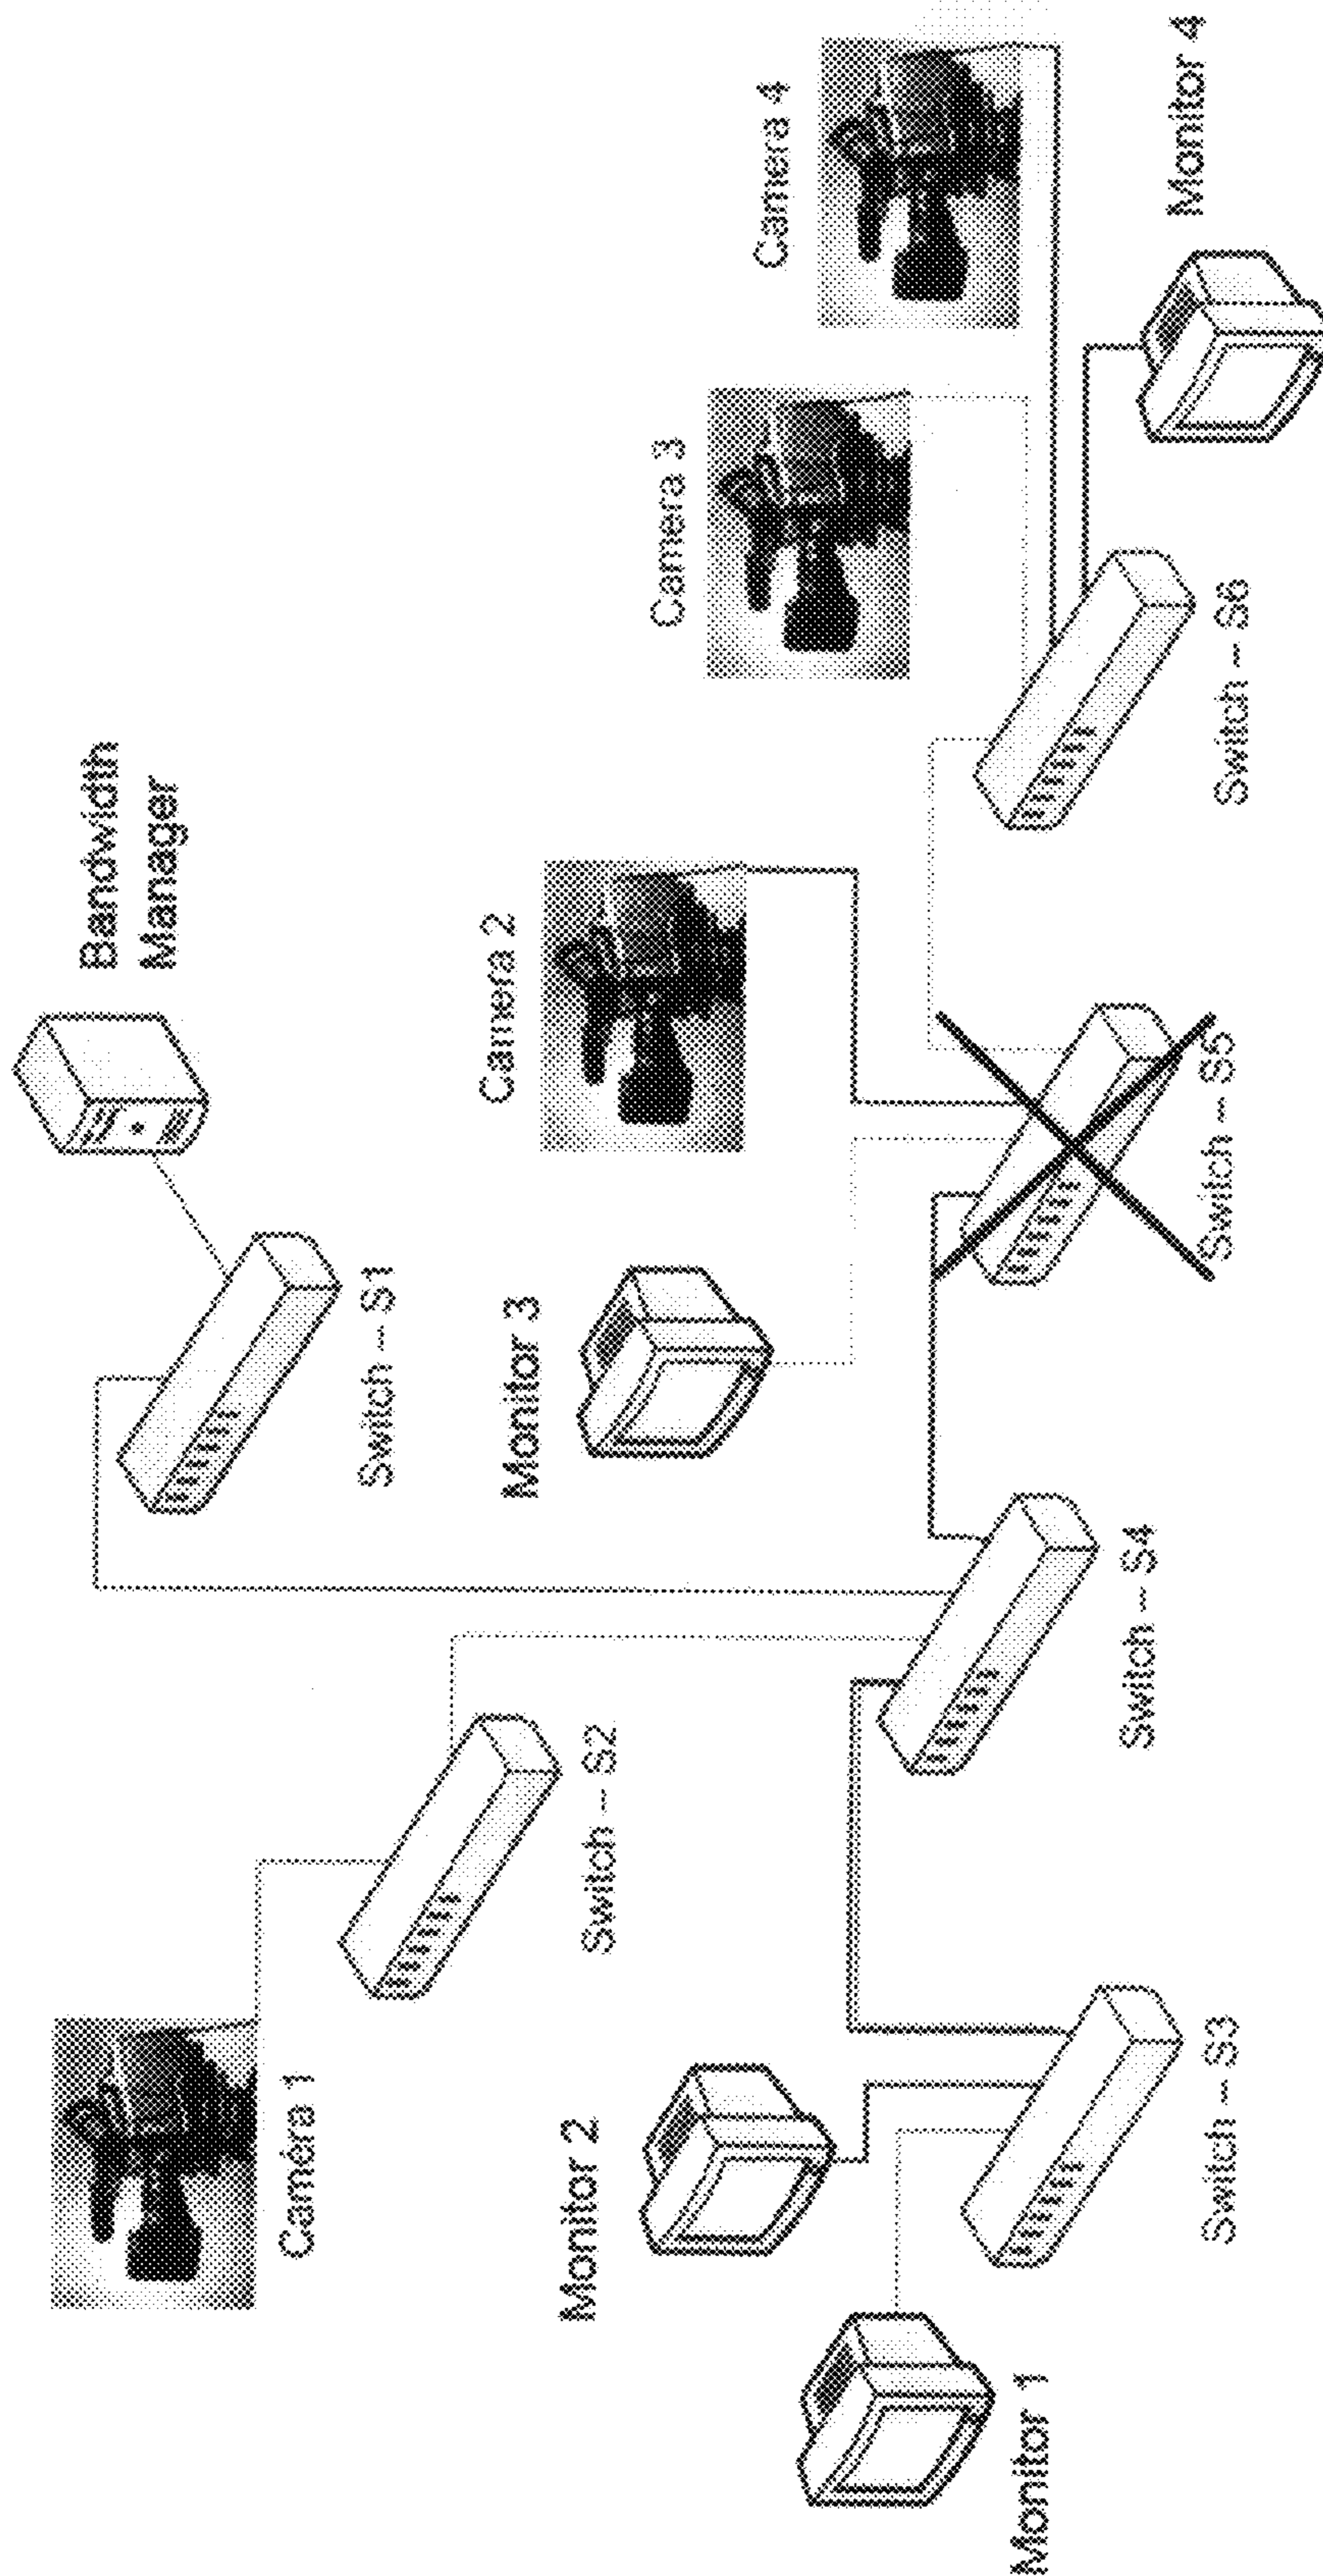 Bandwidth
Manager
Camera 1
Switch – S1
Camera 4
Camera 2
Switch – S2
Monitor 3
Camera 3
Monitor 2
Monitor 4
Monitor 1
Switch – S3
Switch – S4
Switch – S5
Switch – S6